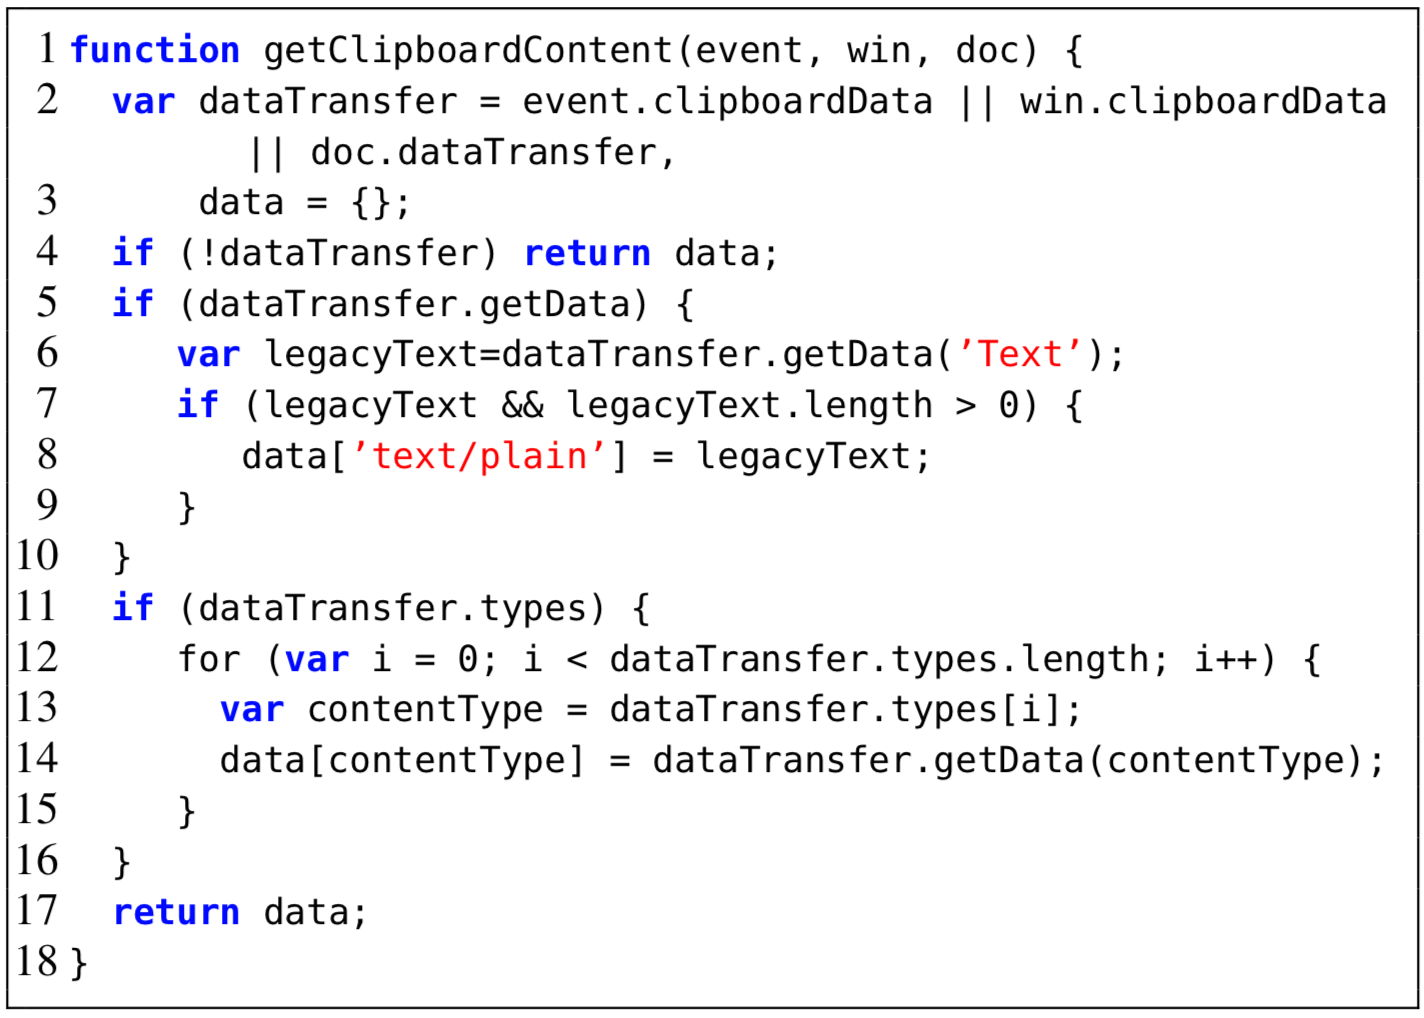 1 function getClipboardContent(event, win, doc) {
2 var dataTransfer = event.clipboardData || win.clipboardData
|| doc.dataTransfer,
3 data = {};
4 if (!dataTransfer) return data;
5 if (dataTransfer.getData) {
6 var legacyText=dataTransfer.getData(’Text’);
7 if (legacyText && legacyText.length > 0) {
8 data[’text/plain’] = legacyText;
9 }
10 }
11 if (dataTransfer.types) {
12 for (var i = 0; i < dataTransfer.types.length; i++) {
13 var contentType = dataTransfer.types[i];
14 data[contentType] = dataTransfer.getData(contentType);
15 }
16 }
17 return data;
18 }